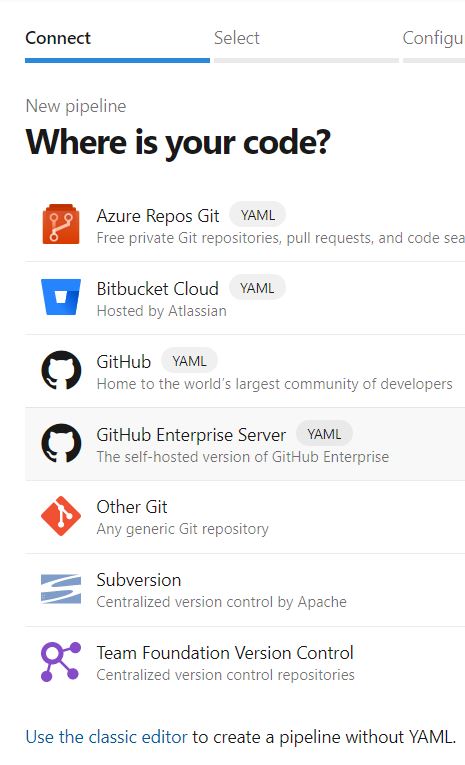 Connect Select Configu
New pipeline
Where is your code?
Azure Repos Git YAML
Free private Git repositories, pull requests, and code sea
Bitbucket Cloud YAML
Hosted by Atlassian
GitHub YAML
Home to the world's largest community of developers
GitHub Enterprise Server YAML
The self-hosted version of GitHub Enterprise
Other Git
Any generic Git repository
Subversion
Centralized version control by Apache
Team Foundation Version Control
Centralized version control repositories
Use the classic editor to create a pipeline without YAML.